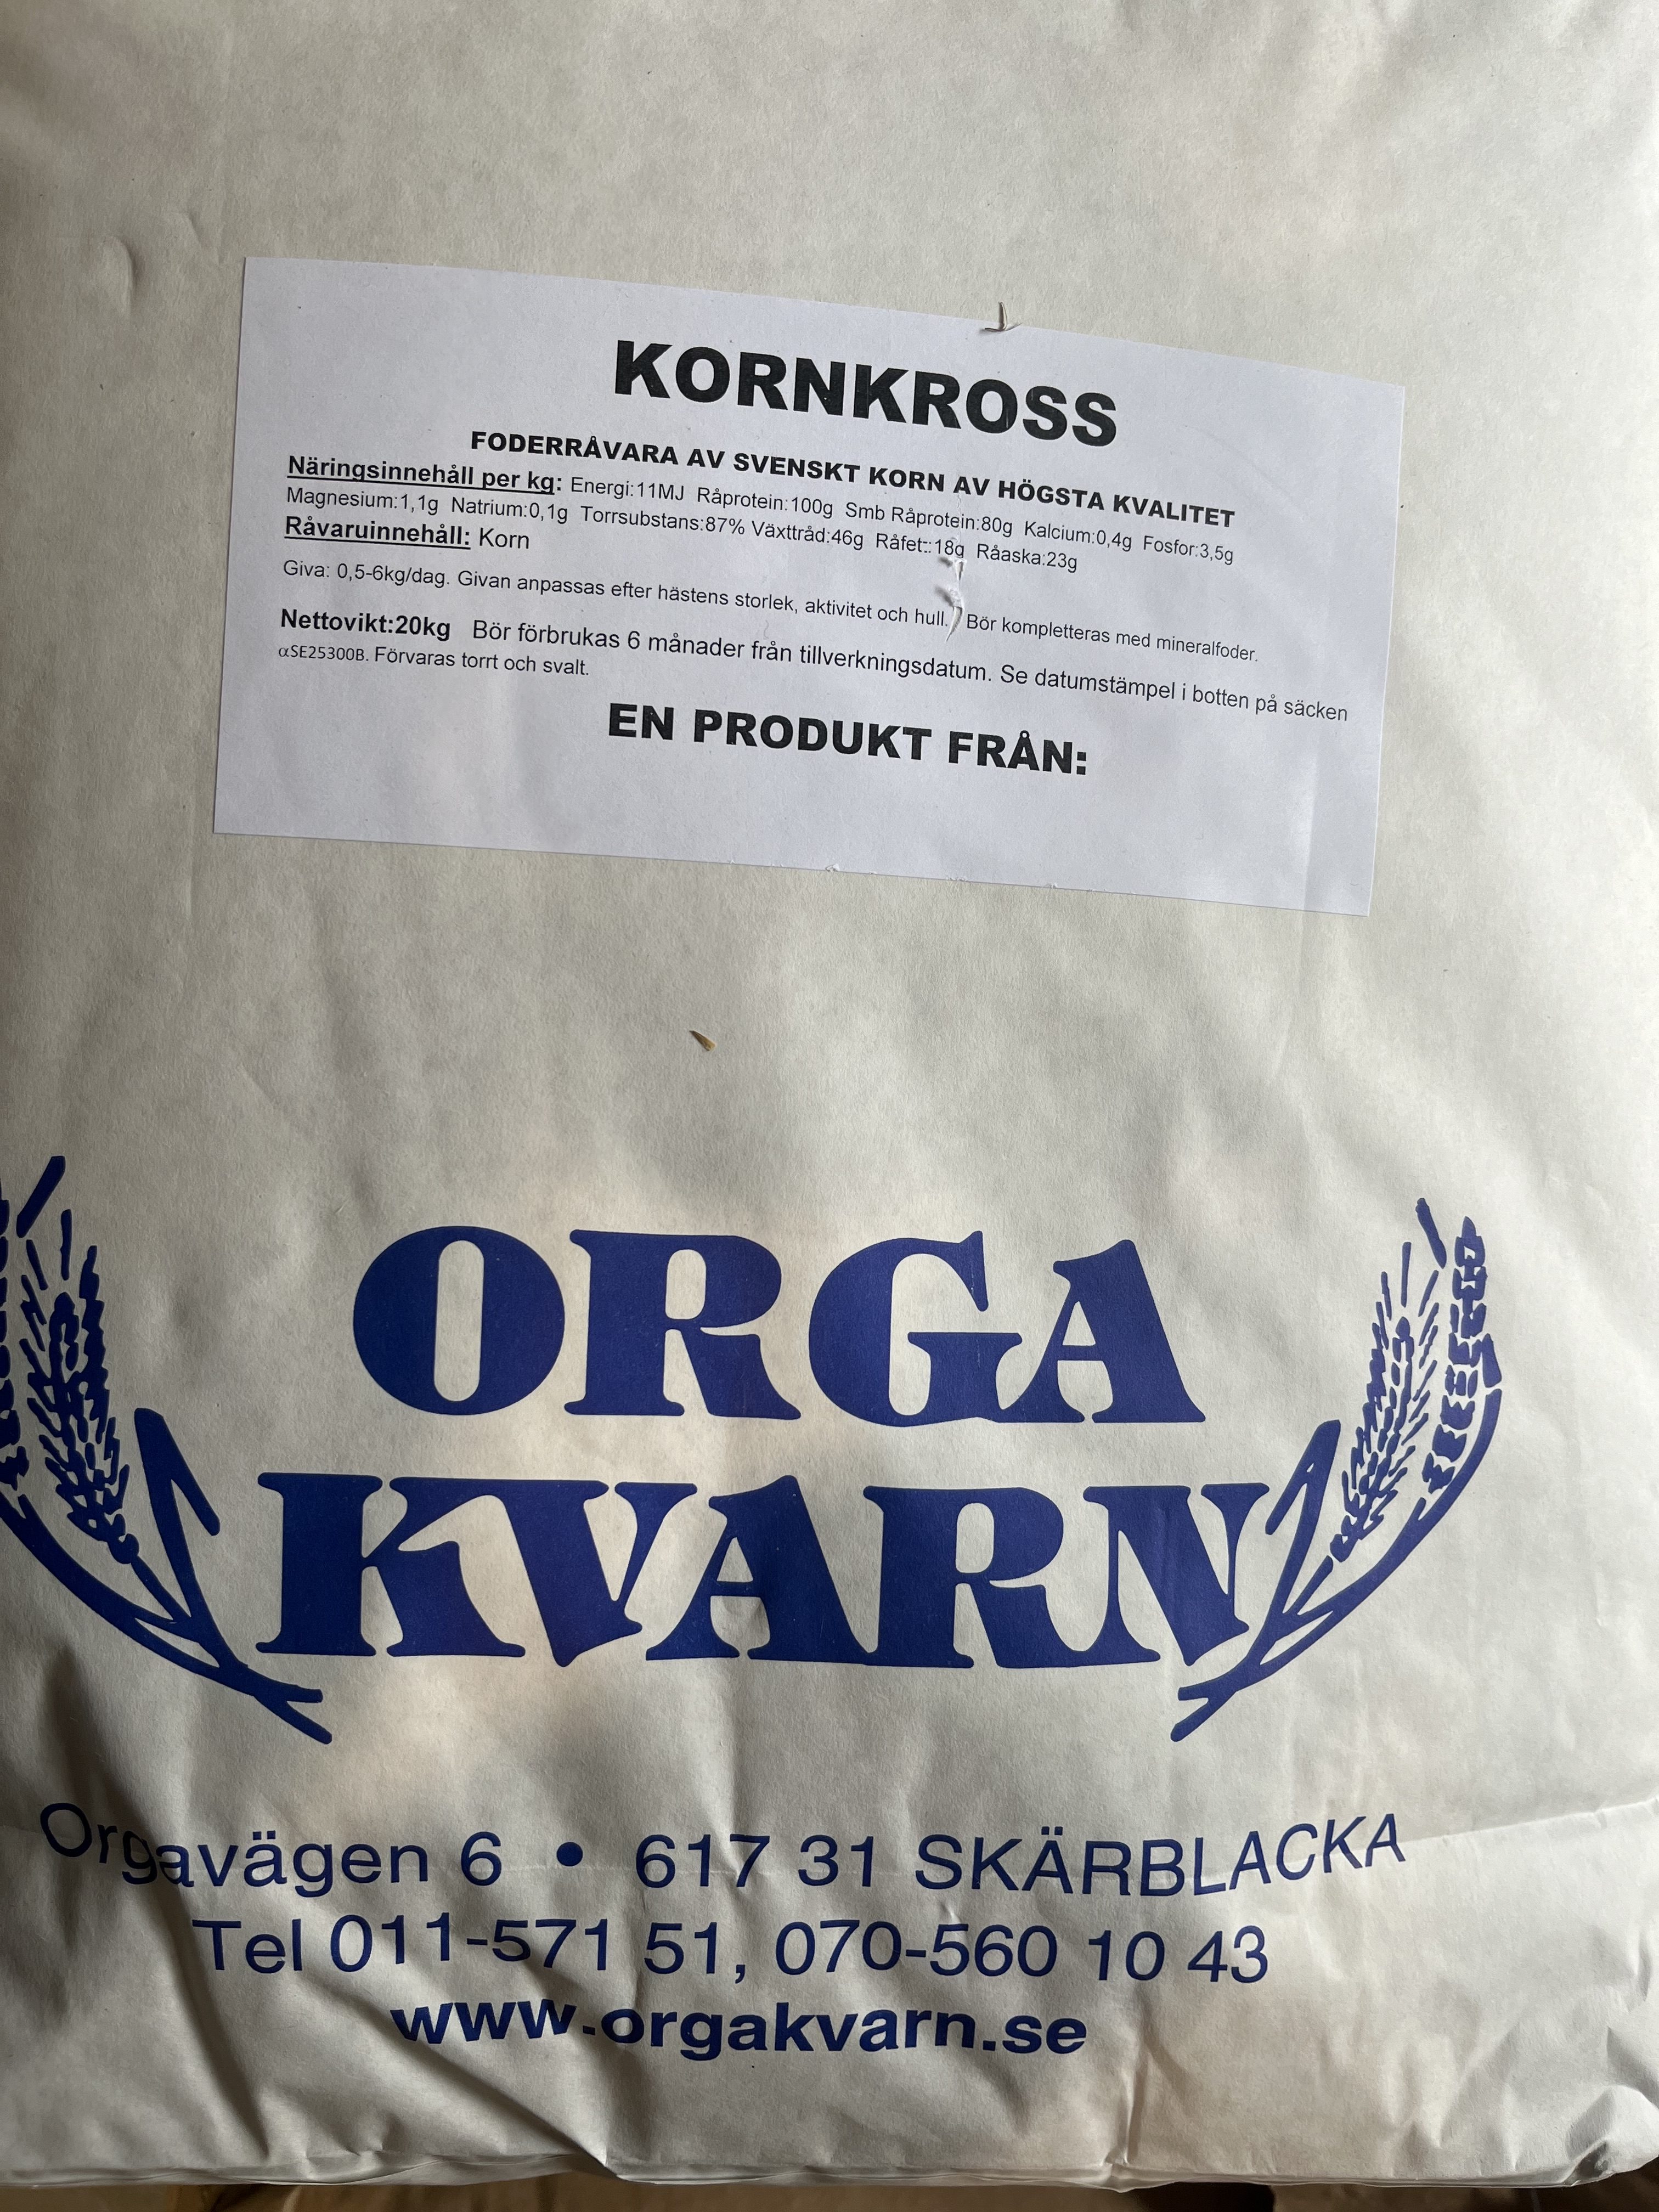 KORNKROSS
FODERRÅVARA AV SVENSKT KORN AV HÖGSTA KVALITET
Näringsinnehåll per kg: Energi:11MJ Råprotein:100g Smb Råprotein:80g Kalcium:0,4g Fosfor:3,5g
Magnesium:1,1g Natrium:0,1g Torrsubstans:87% Växttråd:46g Råfet::18g Råaska:23g
Råvaruinnehåll: Korn
Giva: 0,5-6kg/dag. Givan anpassas efter hästens storlek, aktivitet och hull. Bör kompletteras med mineralfoder.
Nettovikt:20kg Bör förbrukas 6 månader från tillverkningsdatum. Se datumstämpel i botten på säcken
αSE25300B. Förvaras torrt och svalt.
EN PRODUKT FRÅN:
ORGA
KVARN
Orgavägen 6 • 617 31 SKÄRBLACKA
Tel 011-571 51, 070-560 10 43
www.orgakvarn.se